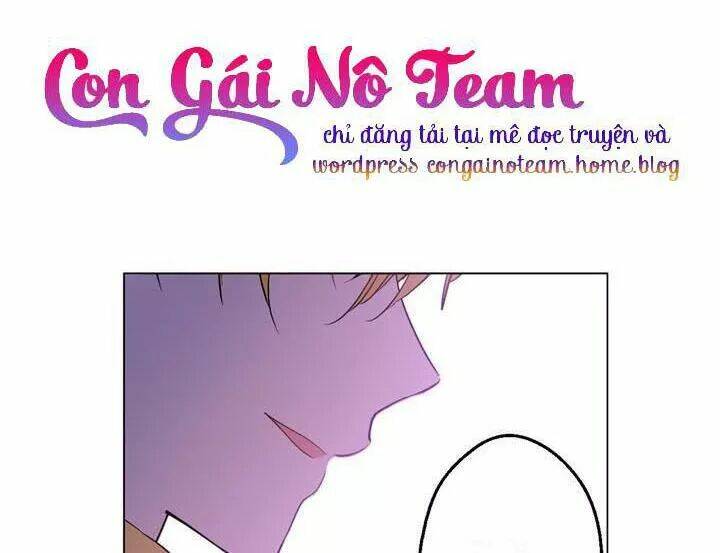 Con Gái Nô Team
chỉ đăng tải tại mê đọc truyện và
wordpress congainoteam.home.blog